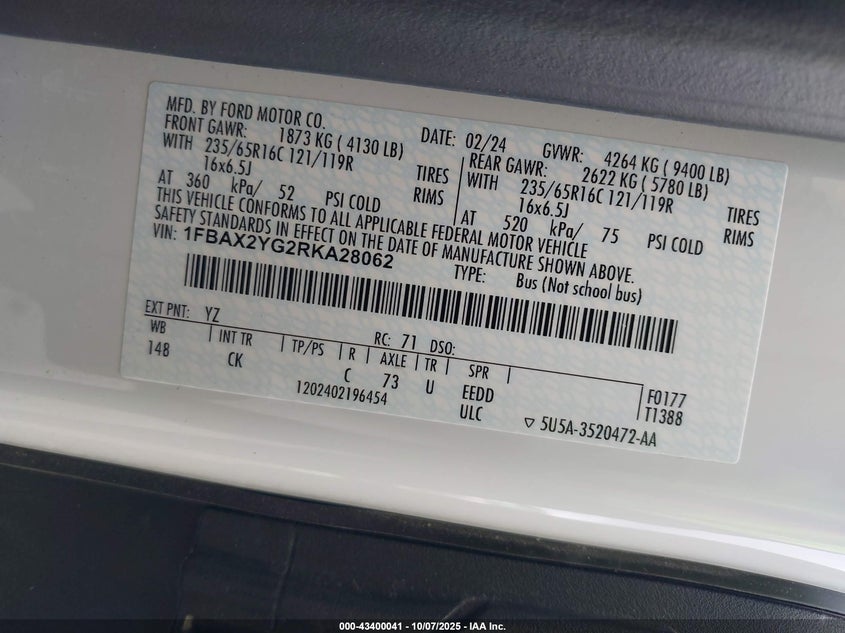 MFD. BY FORD MOTOR CO. DATE: 02/24 GVWR: 4264 KG ( 9400 LB)
FRONT GAWR: 1873 KG ( 4130 LB) REAR GAWR: 2622 KG ( 5780 LB)
WITH 235/65R16C 121/119R TIRES WITH 235/65R16C 121/119R TIRES
16x6.5J RIMS 16x6.5J RIMS
AT 360 kPa/ 52 PSI COLD AT 520 kPa/ 75 PSI COLD
THIS VEHICLE CONFORMS TO ALL APPLICABLE FEDERAL MOTOR VEHICLE
SAFETY STANDARDS IN EFFECT ON THE DATE OF MANUFACTURE SHOWN ABOVE.
VIN: 1FBAX2YG2RKA28062 TYPE: Bus (Not school bus)
EXT PNT: YZ RC: 71 DSO:
WB INT TR TP/PS R AXLE TR SPR
148 CK C 73 U EEDD F0177
1202402196454 ULC T1388
▽ 5U5A-3520472-AA
000-43400041 - 10/07/2025 - IAA Inc.